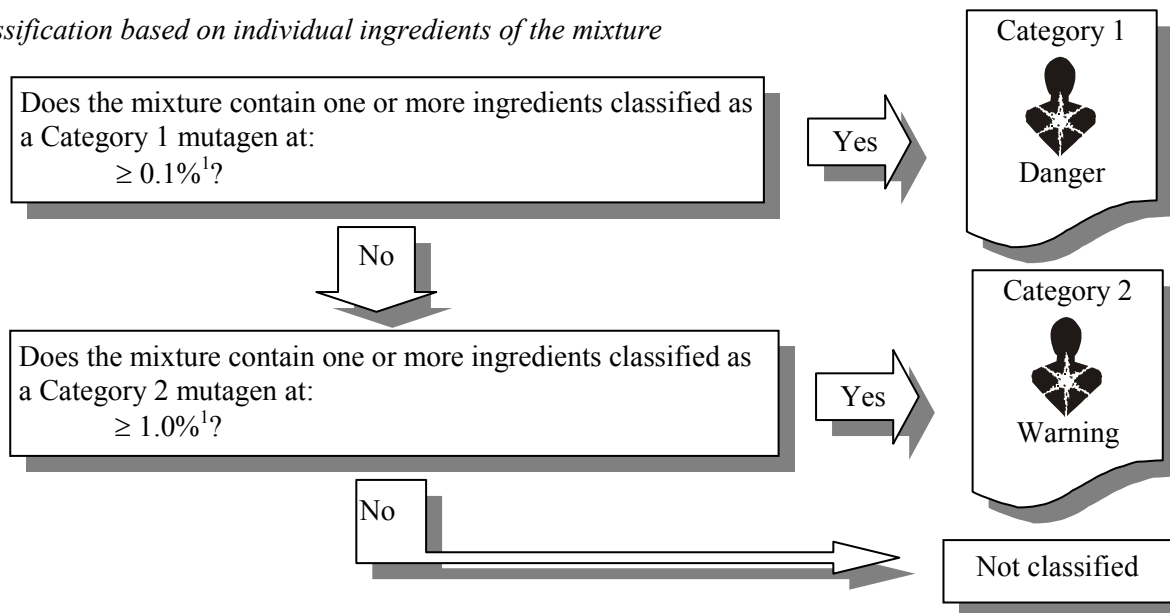 ssification based on individual ingredients of the mixture
Category 1
Does the mixture contain one or more ingredients classified as
a Category 1 mutagen at:
≥ 0.1%¹?
Yes
Danger
No
Category 2
Does the mixture contain one or more ingredients classified as
a Category 2 mutagen at:
≥ 1.0%¹?
Yes
Warning
No
Not classified